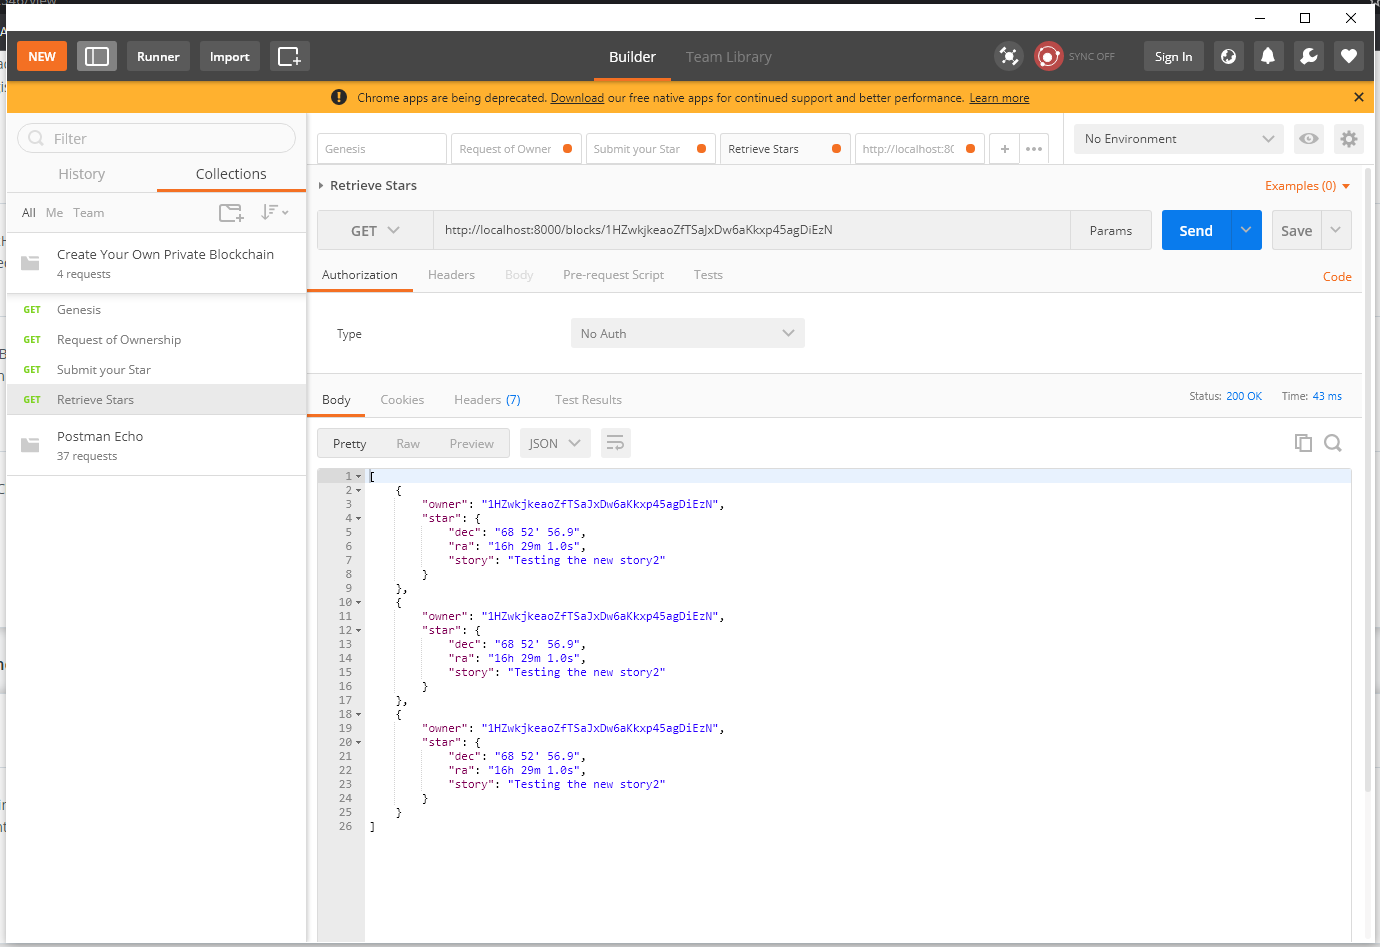 NEW
Runner
Import
Builder
Team Library
SYNC OFF
Sign In
Chrome apps are being deprecated. Download our free native apps for continued support and better performance. Learn more
Filter
History
Collections
All Me Team
Create Your Own Private Blockchain
4 requests
GET Genesis
GET Request of Ownership
GET Submit your Star
GET Retrieve Stars
Postman Echo
37 requests
Genesis
Request of Owner
Submit your Star
Retrieve Stars
http://localhost:80
No Environment
Retrieve Stars
Examples (0)
GET
http://localhost:8000/blocks/1HZwkjkeaoZfTSaJxDw6aKkxp45agDiEzN
Params
Send
Save
Authorization Headers Body Pre-request Script Tests
Code
Type
No Auth
Body Cookies Headers (7) Test Results
Status: 200 OK Time: 43 ms
Pretty Raw Preview
JSON
1 [
2 {
3 "owner": "1HZwkjkeaoZfTSaJxDw6aKkxp45agDiEzN",
4 "star": {
5 "dec": "68 52' 56.9",
6 "ra": "16h 29m 1.0s",
7 "story": "Testing the new story2"
8 }
9 },
10 {
11 "owner": "1HZwkjkeaoZfTSaJxDw6aKkxp45agDiEzN",
12 "star": {
13 "dec": "68 52' 56.9",
14 "ra": "16h 29m 1.0s",
15 "story": "Testing the new story2"
16 }
17 },
18 {
19 "owner": "1HZwkjkeaoZfTSaJxDw6aKkxp45agDiEzN",
20 "star": {
21 "dec": "68 52' 56.9",
22 "ra": "16h 29m 1.0s",
23 "story": "Testing the new story2"
24 }
25 }
26 ]